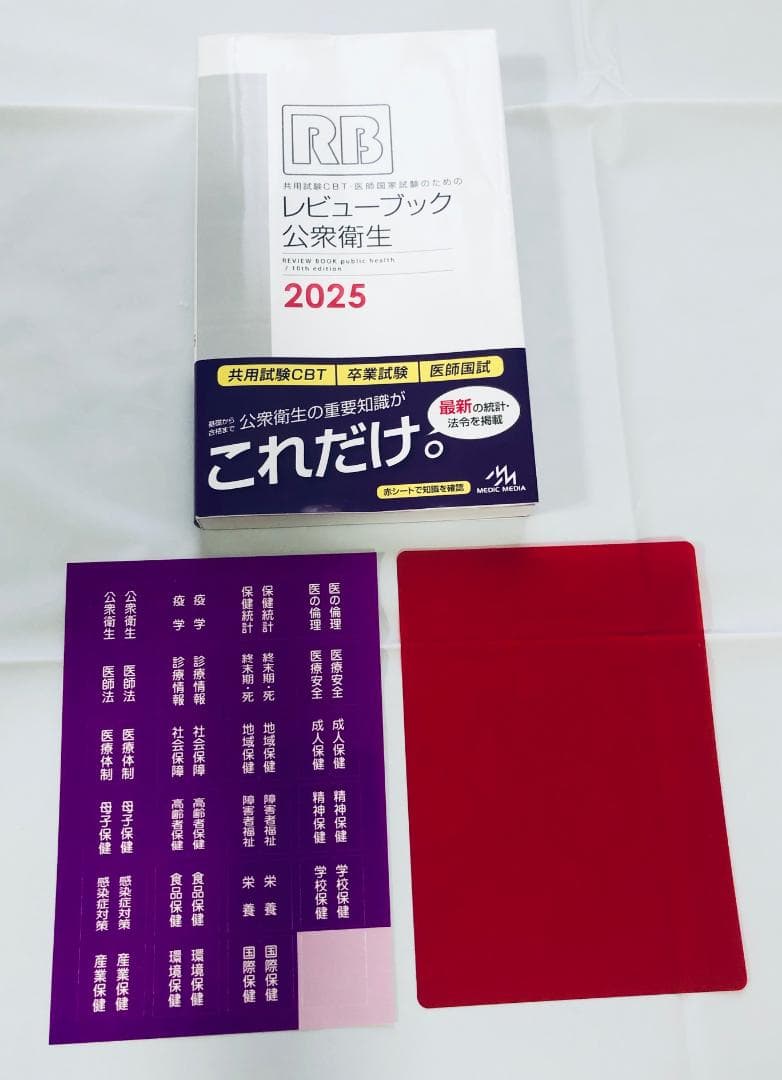 RB
共用試験CBT・医師国家試験のための
レビューブック
公衆衛生
REVIEW BOOK public health
/ 10th edition
2025
共用試験CBT 卒業試験 医師国試
基礎から
合格まで
公衆衛生の重要知識が
これだけ。
最新の統計・
法令を掲載
赤シートで知識を確認
MEDIC MEDIA
公衆衛生 公衆衛生 疫学 疫学 保健統計 保健統計 医の倫理 医の倫理
医師法 医師法 診療情報 診療情報 終末期・死 終末期・死 医療安全 医療安全
医療体制 医療体制 社会保障 社会保障 地域保健 地域保健 成人保健 成人保健
母子保健 母子保健 高齢者保健 高齢者保健 障害者福祉 障害者福祉 精神保健 精神保健
感染症対策 感染症対策 食品保健 食品保健 栄養 栄養 学校保健 学校保健
産業保健 産業保健 環境保健 環境保健 国際保健 国際保健